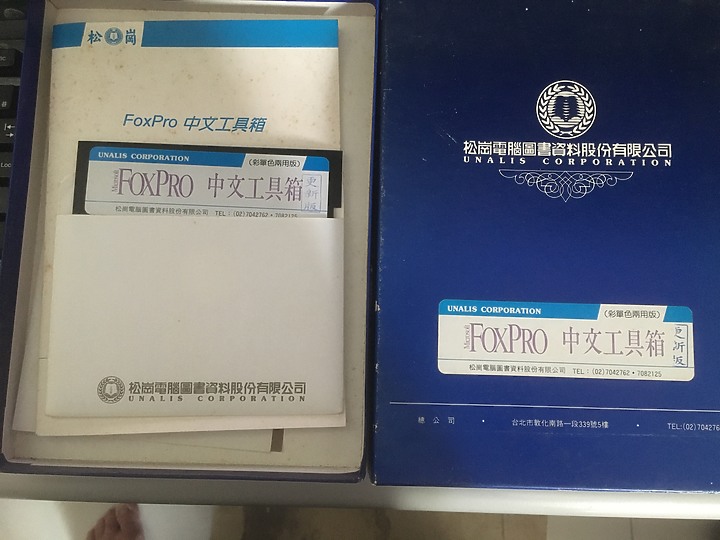 松崗
FoxPro 中文工具箱
UNALIS CORPORATION
(彩單色兩用版)
Microsoft FOXPRO 中文工具箱 更新版
松崗電腦圖書資料股份有限公司 TEL:(02)7042762・7082125
松崗電腦圖書資料股份有限公司
UNALIS CORPORATION
松崗電腦圖書資料股份有限公司
UNALIS CORPORATION
UNALIS CORPORATION
(彩單色兩用版)
Microsoft FOXPRO 中文工具箱 更新版
松崗電腦圖書資料股份有限公司 TEL:(02)7042762・7082125
總公司・台北市敦化南路一段339號5樓・TEL:(02)704276